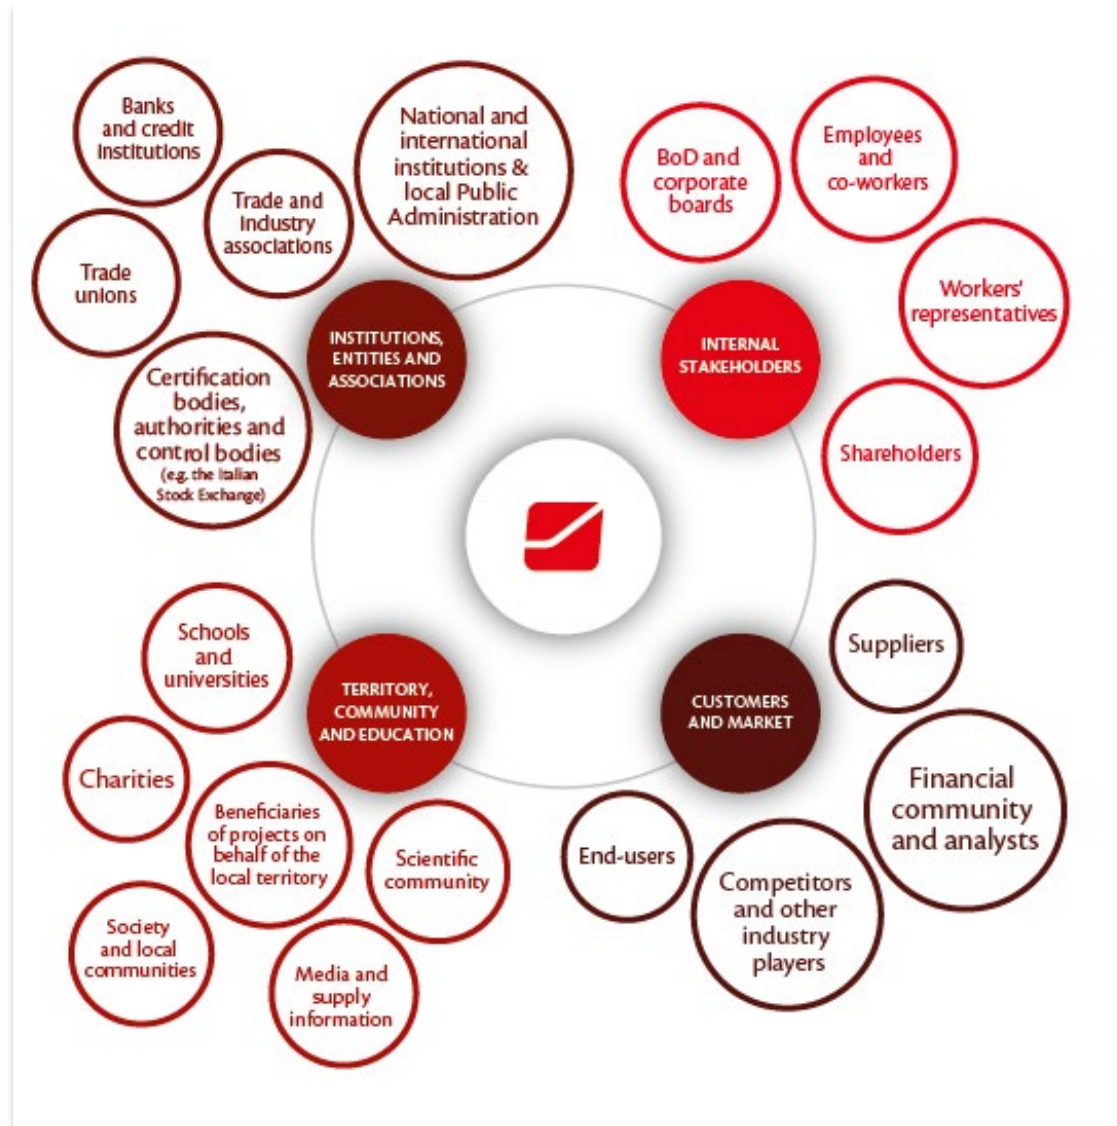 Banks
and credit
institutions
Trade and
Industry
associations
National and
international
institutions &
local Public
Administration
Trade
unions
Certification
bodies,
authorities and
control bodies
(e.g. the Italian
Stock Exchange)
INSTITUTIONS,
ENTITIES AND
ASSOCIATIONS
BoD and
corporate
boards
Employees
and
co-workers
Workers'
representatives
Shareholders
INTERNAL
STAKEHOLDERS
Schools
and
universities
Charities
Beneficiaries
of projects on
behalf of the
local territory
Scientific
community
Society
and local
communities
Media and
supply
information
TERRITORY,
COMMUNITY
AND EDUCATION
CUSTOMERS
AND MARKET
Suppliers
Financial
community
and analysts
End-users
Competitors
and other
industry
players